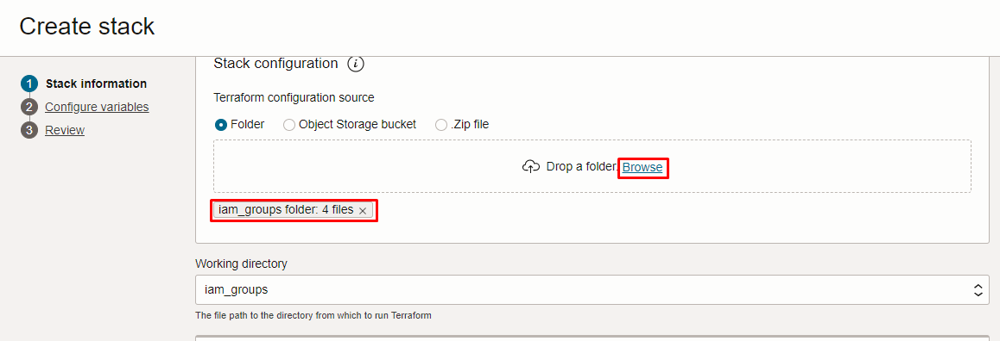 Create stack
1 Stack information
2 Configure variables
3 Review
Stack configuration i
Terraform configuration source
Folder Object Storage bucket .Zip file
Drop a folder. Browse
iam_groups folder: 4 files ×
Working directory
iam_groups
The file path to the directory from which to run Terraform